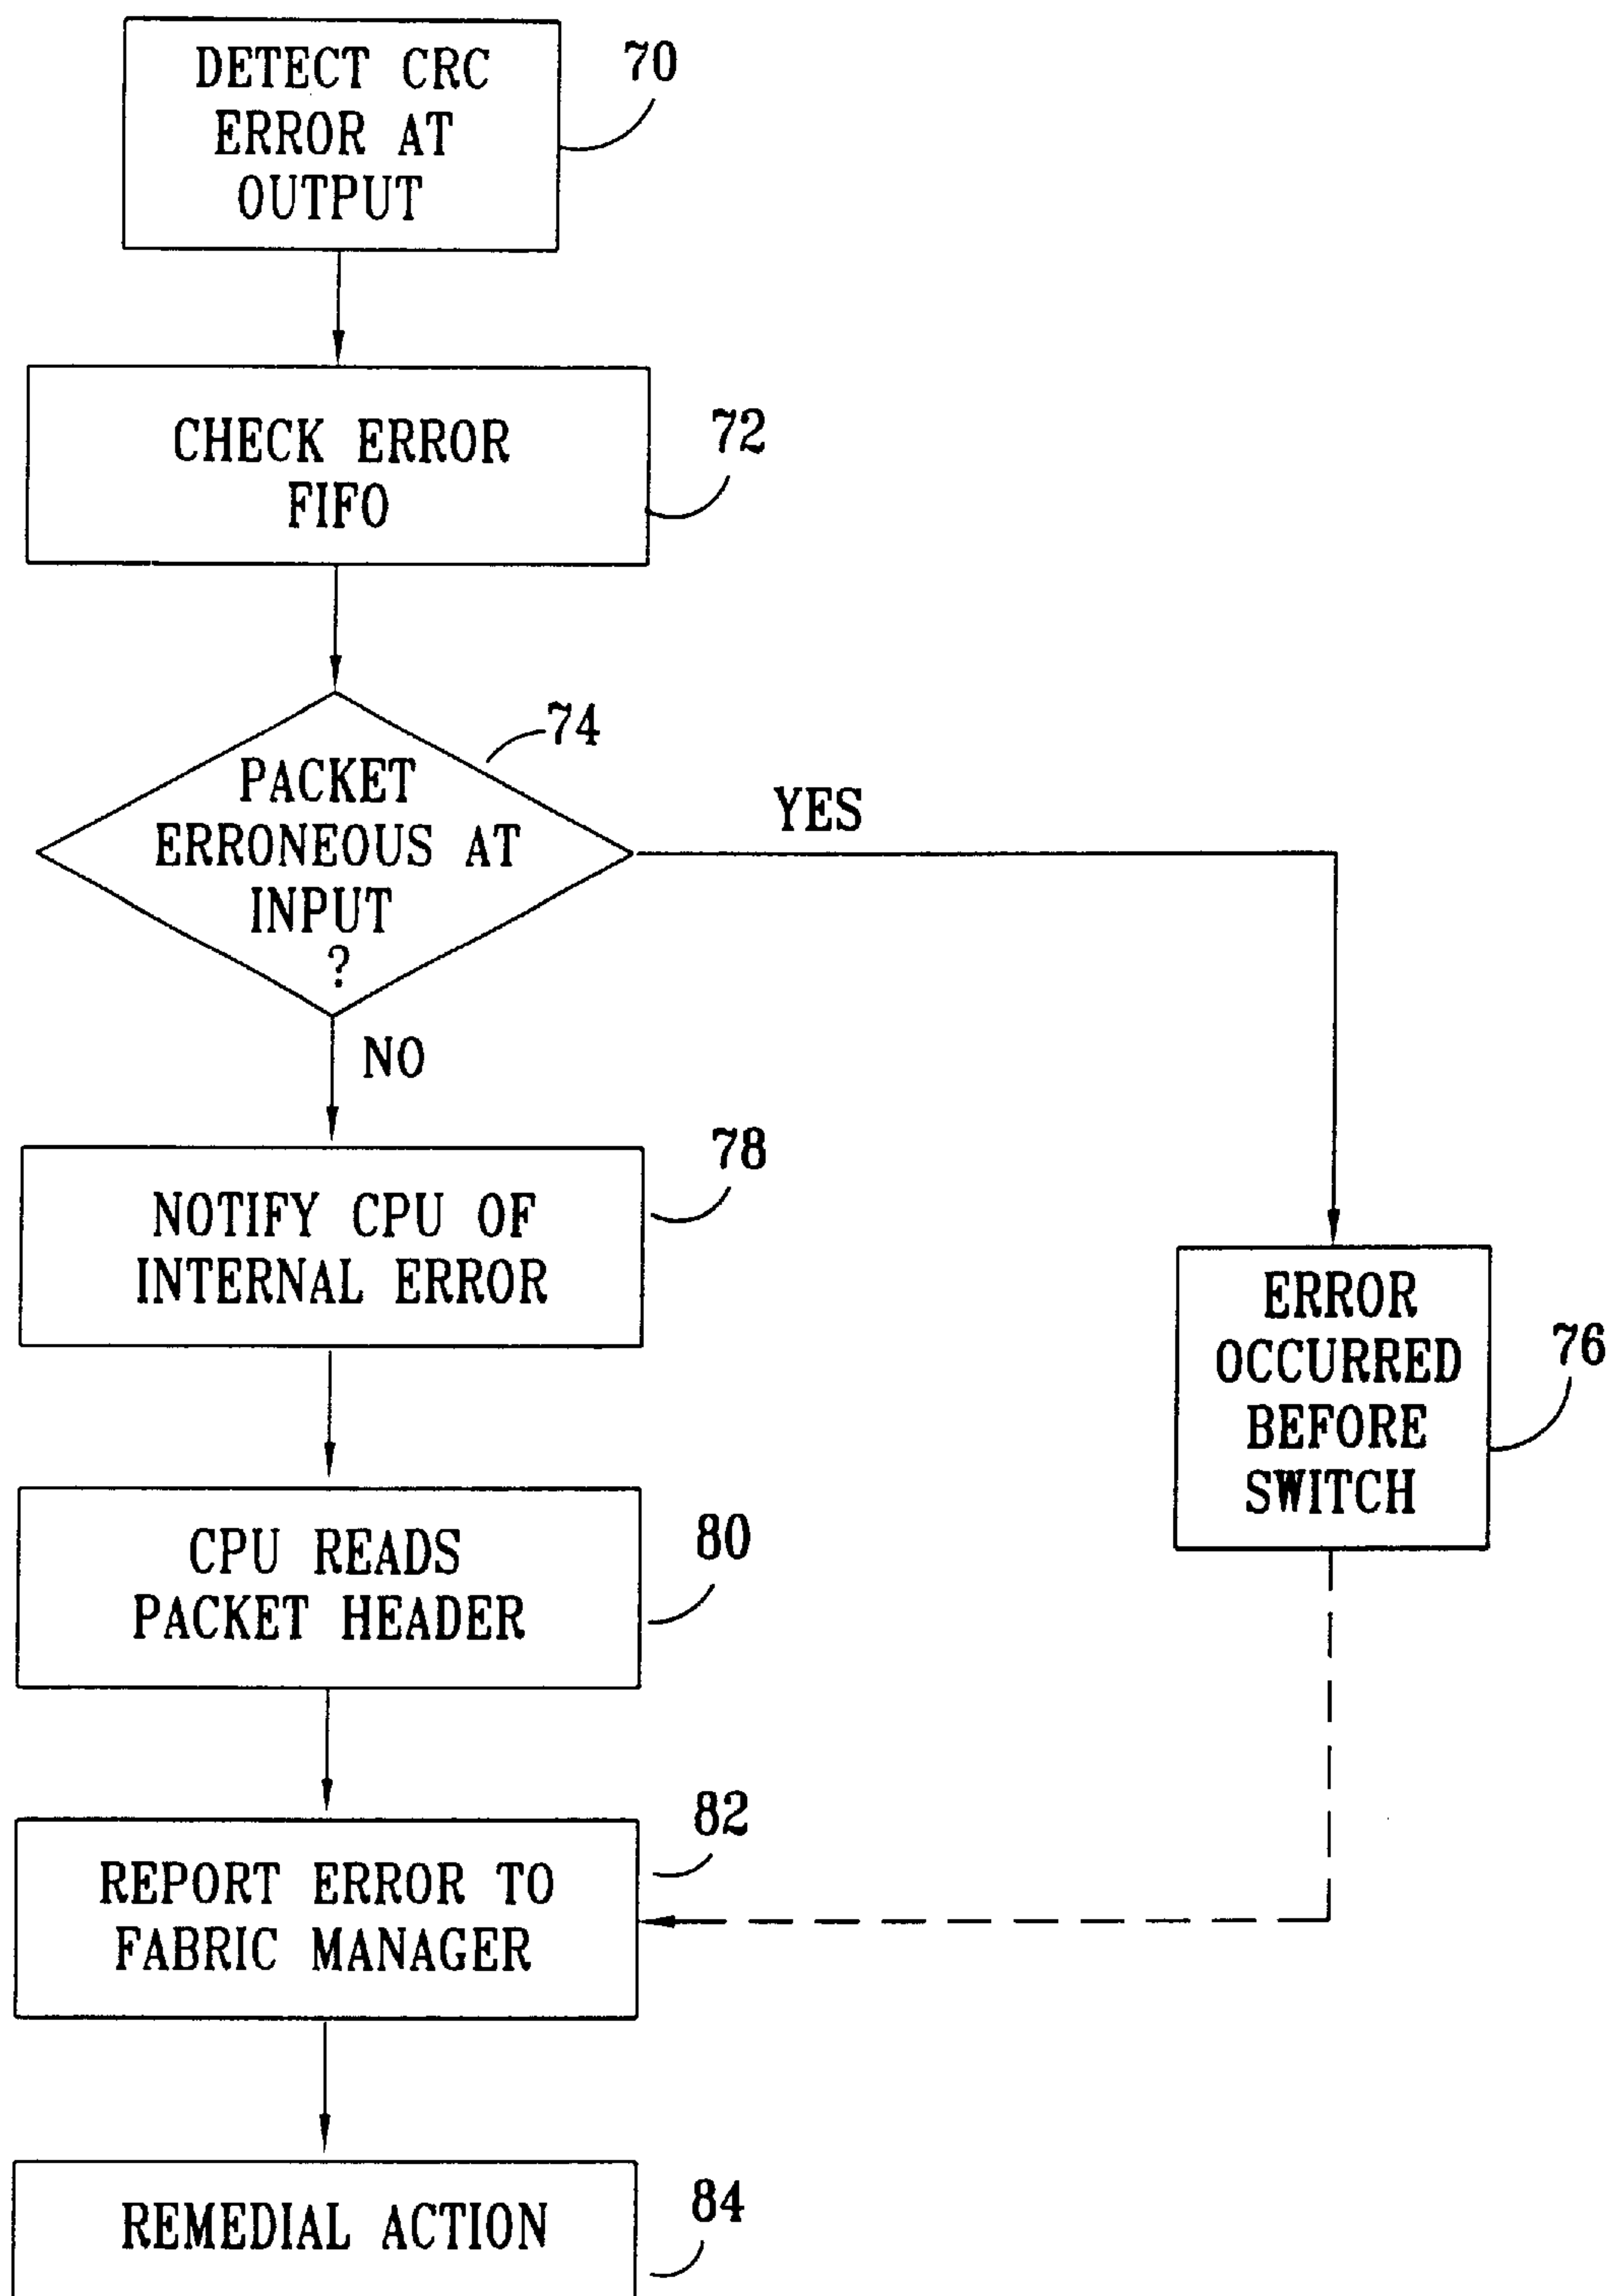 DETECT CRC
ERROR AT
OUTPUT
70
CHECK ERROR
FIFO
72
74
PACKET
ERRONEOUS AT
INPUT
?
YES
NO
78
NOTIFY CPU OF
INTERNAL ERROR
ERROR
OCCURRED
BEFORE
SWITCH
76
CPU READS
PACKET HEADER
80
82
REPORT ERROR TO
FABRIC MANAGER
REMEDIAL ACTION
84